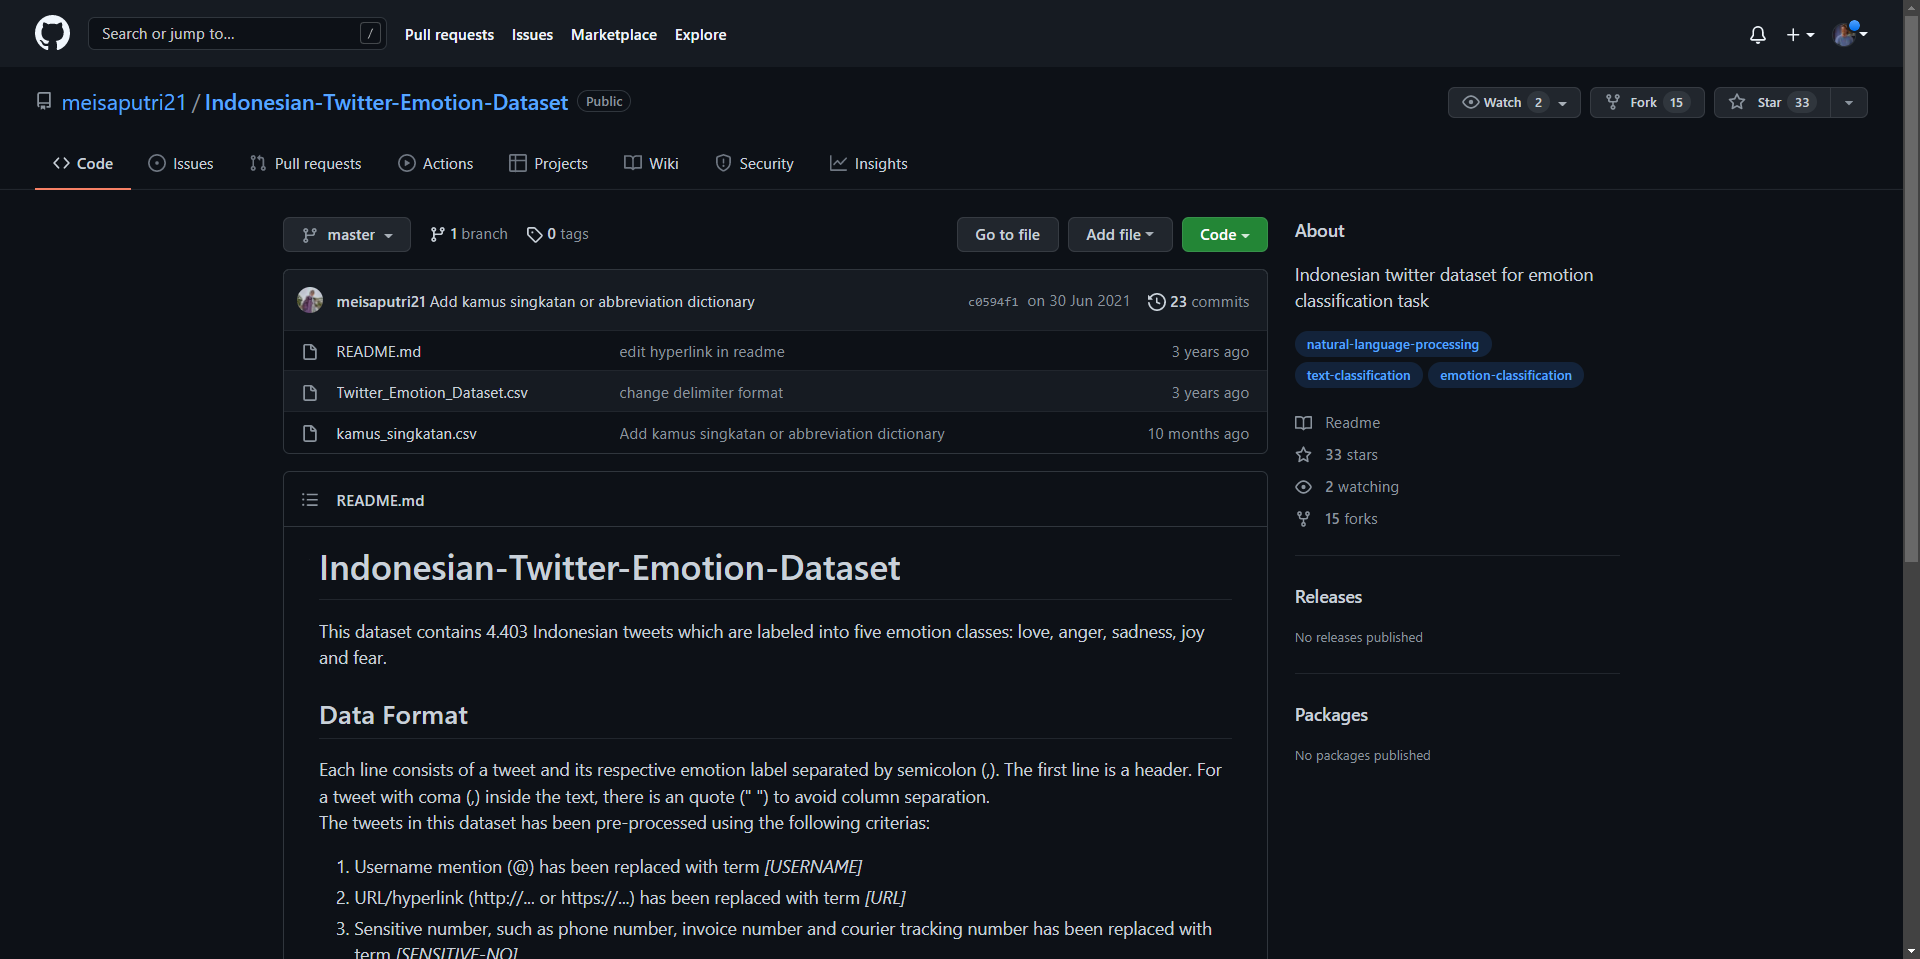 Search or jump to... /
Pull requests Issues Marketplace Explore
meisaputri21 / Indonesian-Twitter-Emotion-Dataset Public
Watch 2 Fork 15 Star 33
Code Issues Pull requests Actions Projects Wiki Security Insights
master 1 branch 0 tags
Go to file Add file Code
meisaputri21 Add kamus singkatan or abbreviation dictionary c0594f1 on 30 Jun 2021 23 commits
README.md edit hyperlink in readme 3 years ago
Twitter_Emotion_Dataset.csv change delimiter format 3 years ago
kamus_singkatan.csv Add kamus singkatan or abbreviation dictionary 10 months ago
README.md
Indonesian-Twitter-Emotion-Dataset
This dataset contains 4.403 Indonesian tweets which are labeled into five emotion classes: love, anger, sadness, joy
and fear.
Data Format
Each line consists of a tweet and its respective emotion label separated by semicolon (,). The first line is a header. For
a tweet with coma (,) inside the text, there is an quote (" ") to avoid column separation.
The tweets in this dataset has been pre-processed using the following criterias:
1. Username mention (@) has been replaced with term [USERNAME]
2. URL/hyperlink (http://... or https://...) has been replaced with term [URL]
3. Sensitive number, such as phone number, invoice number and courier tracking number has been replaced with
term [SENSITIVE-NO]
About
Indonesian twitter dataset for emotion
classification task
natural-language-processing
text-classification emotion-classification
Readme
33 stars
2 watching
15 forks
Releases
No releases published
Packages
No packages published